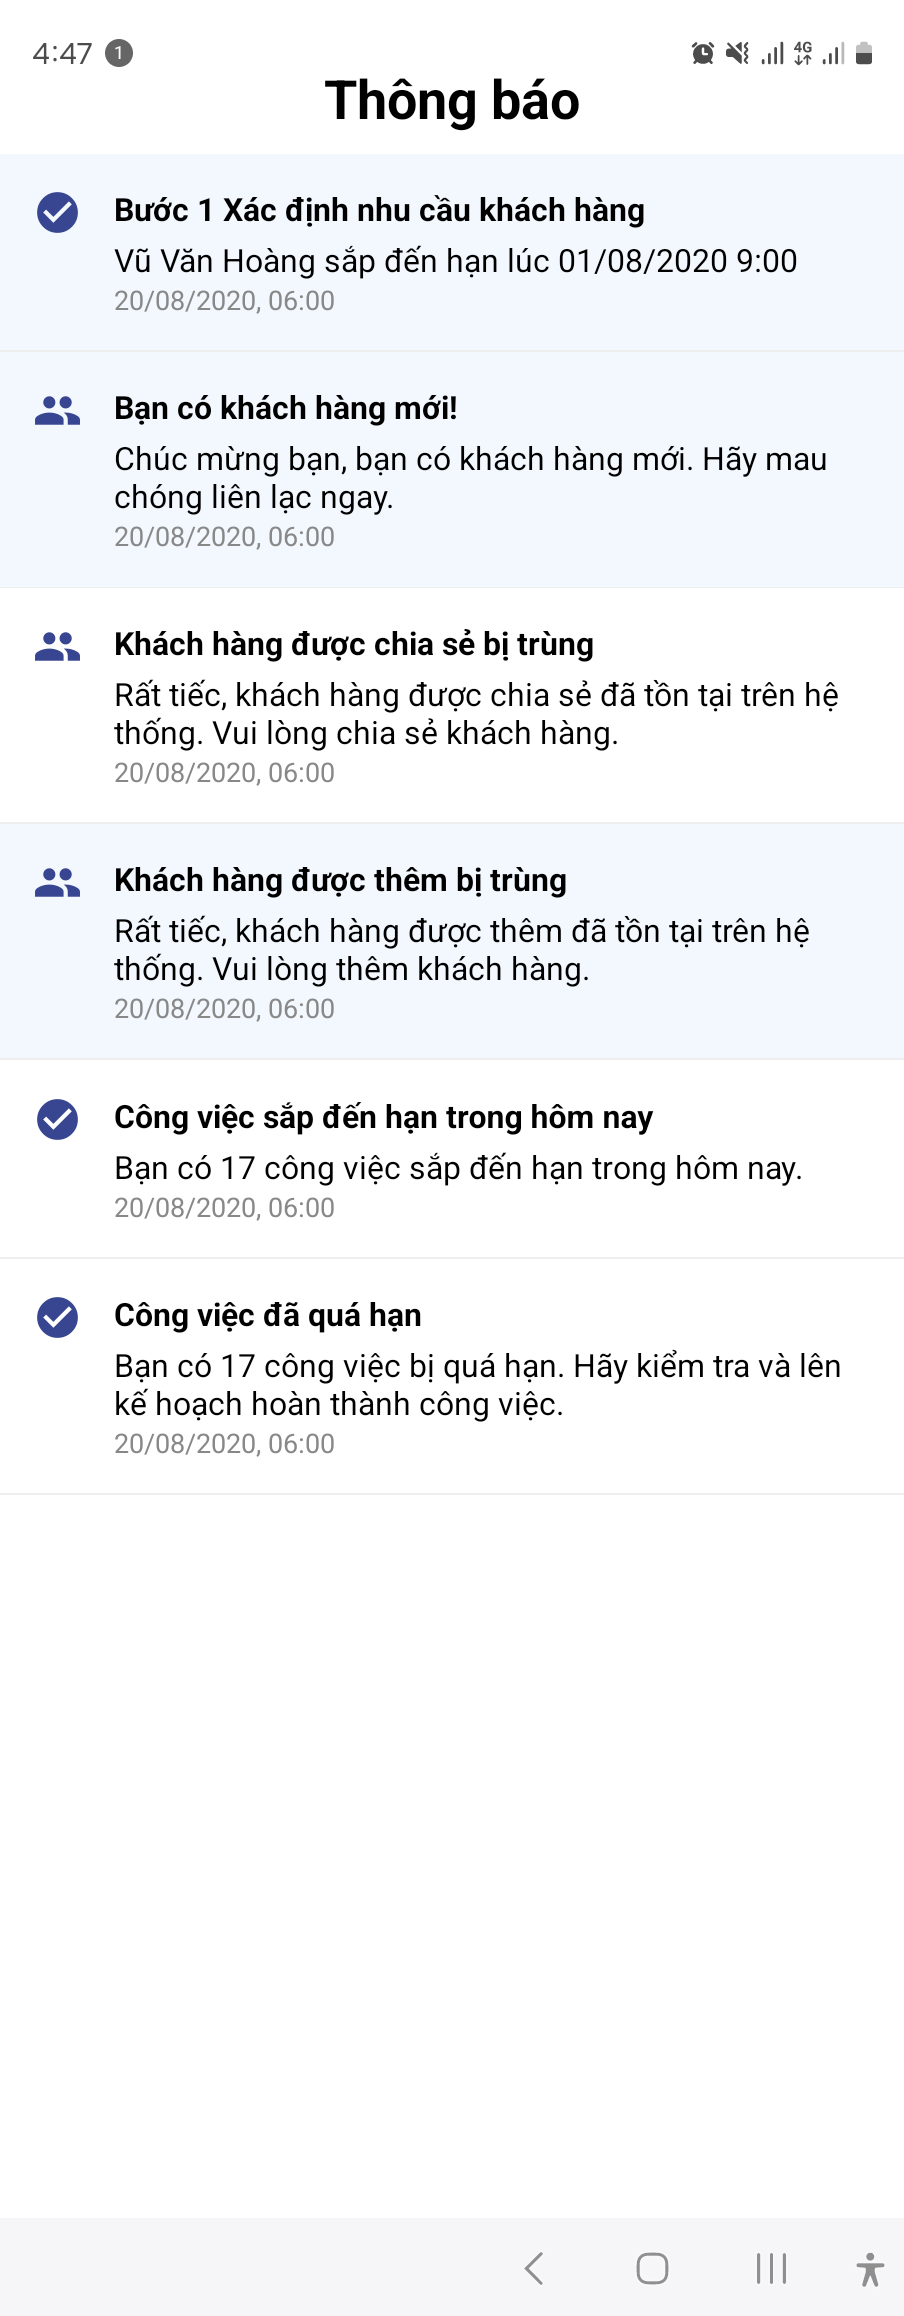 4:47 1
4G
Thông báo
Bước 1 Xác định nhu cầu khách hàng
Vũ Văn Hoàng sắp đến hạn lúc 01/08/2020 9:00
20/08/2020, 06:00
Bạn có khách hàng mới!
Chúc mừng bạn, bạn có khách hàng mới. Hãy mau
chóng liên lạc ngay.
20/08/2020, 06:00
Khách hàng được chia sẻ bị trùng
Rất tiếc, khách hàng được chia sẻ đã tồn tại trên hệ
thống. Vui lòng chia sẻ khách hàng.
20/08/2020, 06:00
Khách hàng được thêm bị trùng
Rất tiếc, khách hàng được thêm đã tồn tại trên hệ
thống. Vui lòng thêm khách hàng.
20/08/2020, 06:00
Công việc sắp đến hạn trong hôm nay
Bạn có 17 công việc sắp đến hạn trong hôm nay.
20/08/2020, 06:00
Công việc đã quá hạn
Bạn có 17 công việc bị quá hạn. Hãy kiểm tra và lên
kế hoạch hoàn thành công việc.
20/08/2020, 06:00